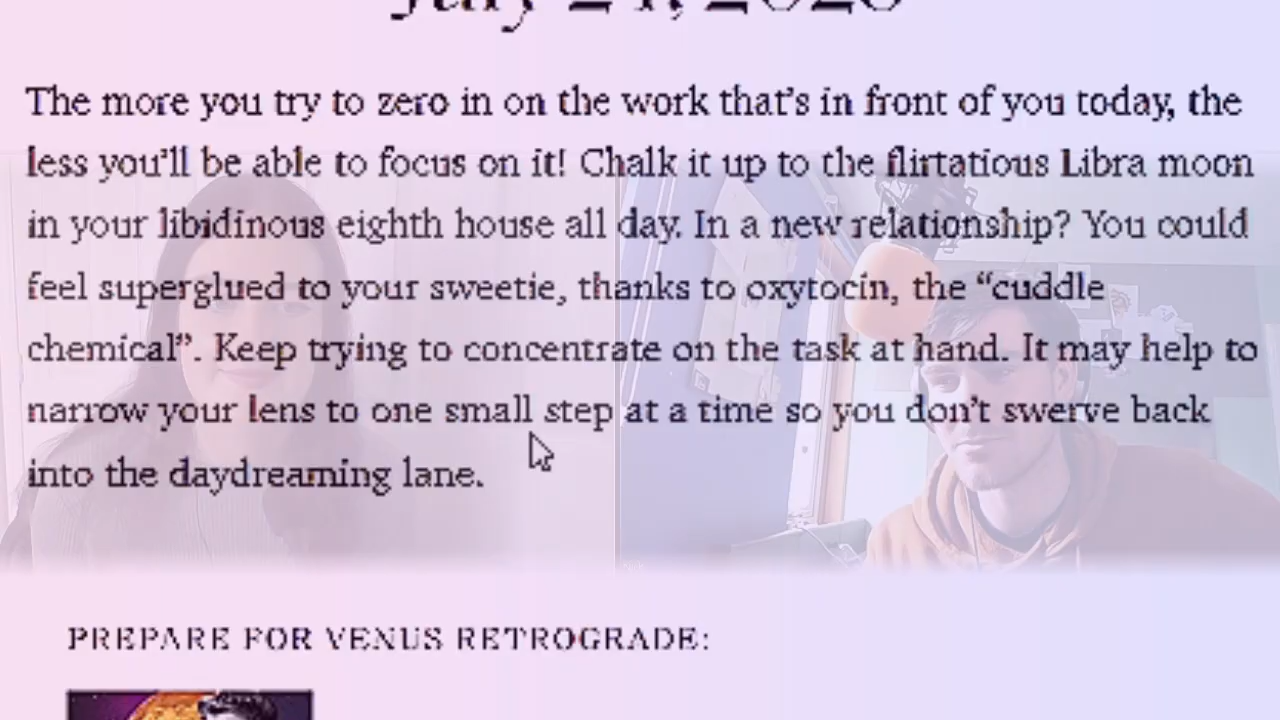 July 24, 2020
The more you try to zero in on the work that's in front of you today, the
less you'll be able to focus on it! Chalk it up to the flirtatious Libra moon
in your libidinous eighth house all day. In a new relationship? You could
feel superglued to your sweetie, thanks to oxytocin, the “cuddle
chemical”. Keep trying to concentrate on the task at hand. It may help to
narrow your lens to one small step at a time so you don't swerve back
into the daydreaming lane.
PREPARE FOR VENUS RETROGRADE: